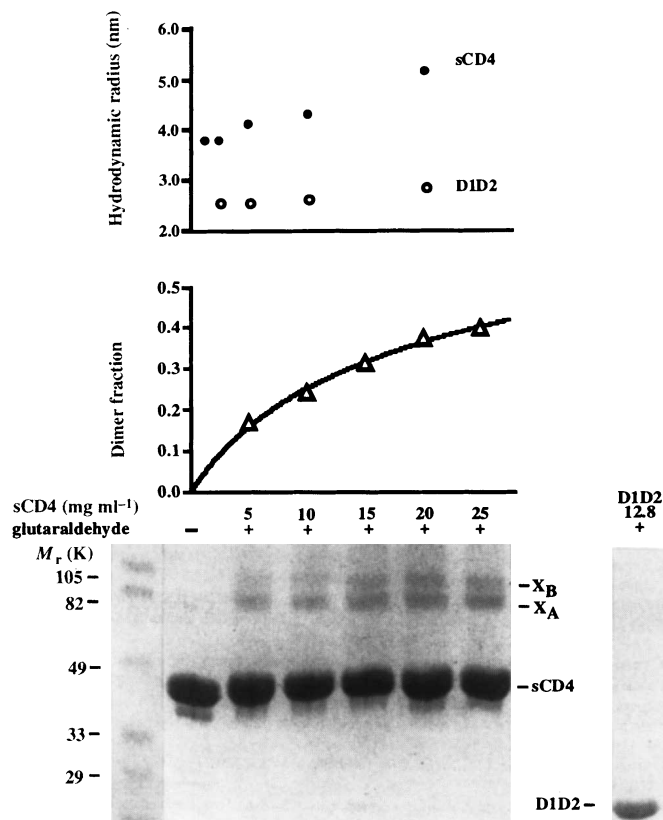 Hydrodynamic radius (nm)
6.0
5.0
4.0
3.0
2.0
sCD4
D1D2
Dimer fraction
0.5
0.4
0.3
0.2
0.1
0.0
sCD4 (mg ml⁻¹) 5 10 15 20 25
glutaraldehyde – + + + + +
D1D2
12.8
+
Mr (K)
105
82
49
33
29
XB
XA
sCD4
D1D2